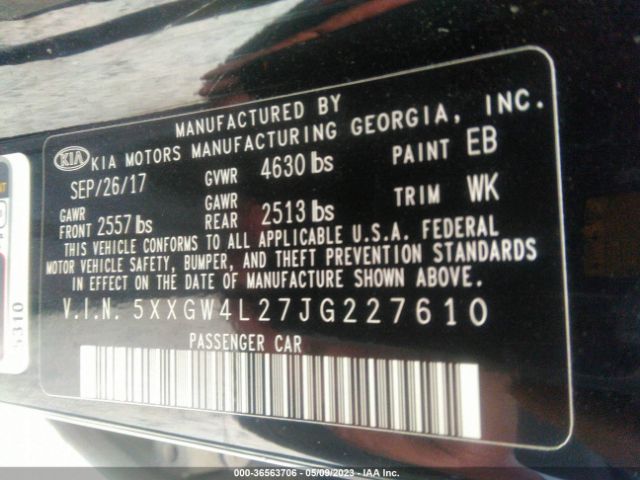 MANUFACTURED BY
KIA KIA MOTORS MANUFACTURING GEORGIA, INC.
SEP/26/17 GVWR 4630 lbs PAINT EB
GAWR FRONT 2557 lbs GAWR REAR 2513 lbs TRIM WK
THIS VEHICLE CONFORMS TO ALL APPLICABLE U.S.A. FEDERAL
MOTOR VEHICLE SAFETY, BUMPER, AND THEFT PREVENTION STANDARDS
IN EFFECT ON THE DATE OF MANUFACTURE SHOWN ABOVE.
V.I.N. 5XXGW4L27JG227610
PASSENGER CAR
5310
000-36563706 - 05/09/2023 - IAA Inc.